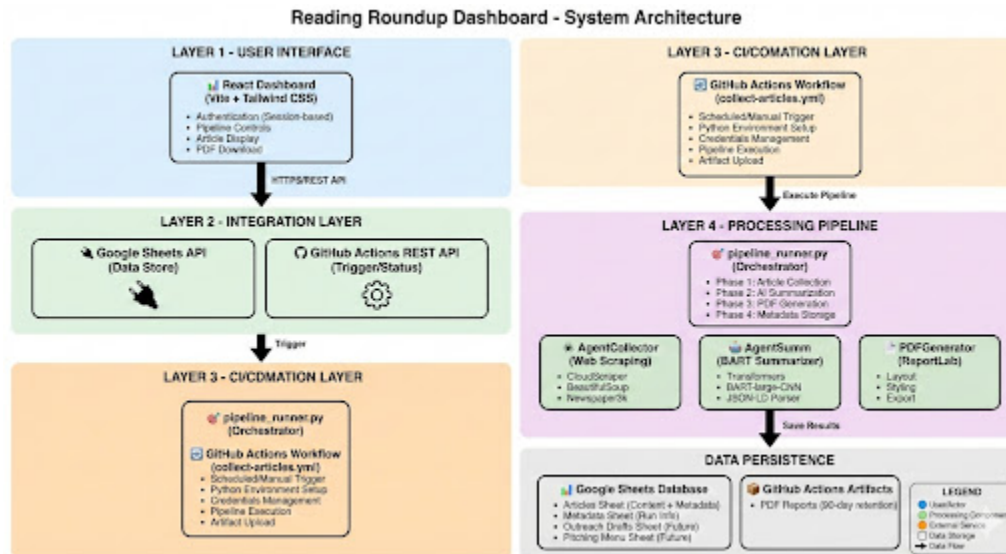 Reading Roundup Dashboard - System Architecture
LAYER 1 - USER INTERFACE
React Dashboard
(Vite + Tailwind CSS)
• Authentication (Session-based)
• Pipeline Controls
• Article Display
• PDF Download
HTTPS/REST API
LAYER 2 - INTEGRATION LAYER
Google Sheets API
(Data Store)
GitHub Actions REST API
(Trigger/Status)
Trigger
LAYER 3 - CI/CDMATION LAYER
pipeline_runner.py
(Orchestrator)
GitHub Actions Workflow
(collect-articles.yml)
• Scheduled/Manual Trigger
• Python Environment Setup
• Credentials Management
• Pipeline Execution
• Artifact Upload
LAYER 3 - CI/COMATION LAYER
GitHub Actions Workflow
(collect-articles.yml)
• Scheduled/Manual Trigger
• Python Environment Setup
• Credentials Management
• Pipeline Execution
• Artifact Upload
Execute Pipeline
LAYER 4 - PROCESSING PIPELINE
pipeline_runner.py
(Orchestrator)
• Phase 1: Article Collection
• Phase 2: AI Summarization
• Phase 3: PDF Generation
• Phase 4: Metadata Storage
AgentCollector
(Web Scraping)
• CloudScraper
• BeautifulSoup
• Newspaper3k
AgentSumm
(BART Summarizer)
• Transformers
• BART-large-CNN
• JSON-LD Parser
PDFGenerator
(ReportLab)
• Layout
• Styling
• Export
Save Results
DATA PERSISTENCE
Google Sheets Database
• Articles Sheet (Content + Metadata)
• Metadata Sheet (Run Info)
• Outreach Drafts Sheet (Future)
• Pitching Menu Sheet (Future)
GitHub Actions Artifacts
• PDF Reports (90-day retention)
LEGEND
Processing
External Service
Data Storage
Data Flow